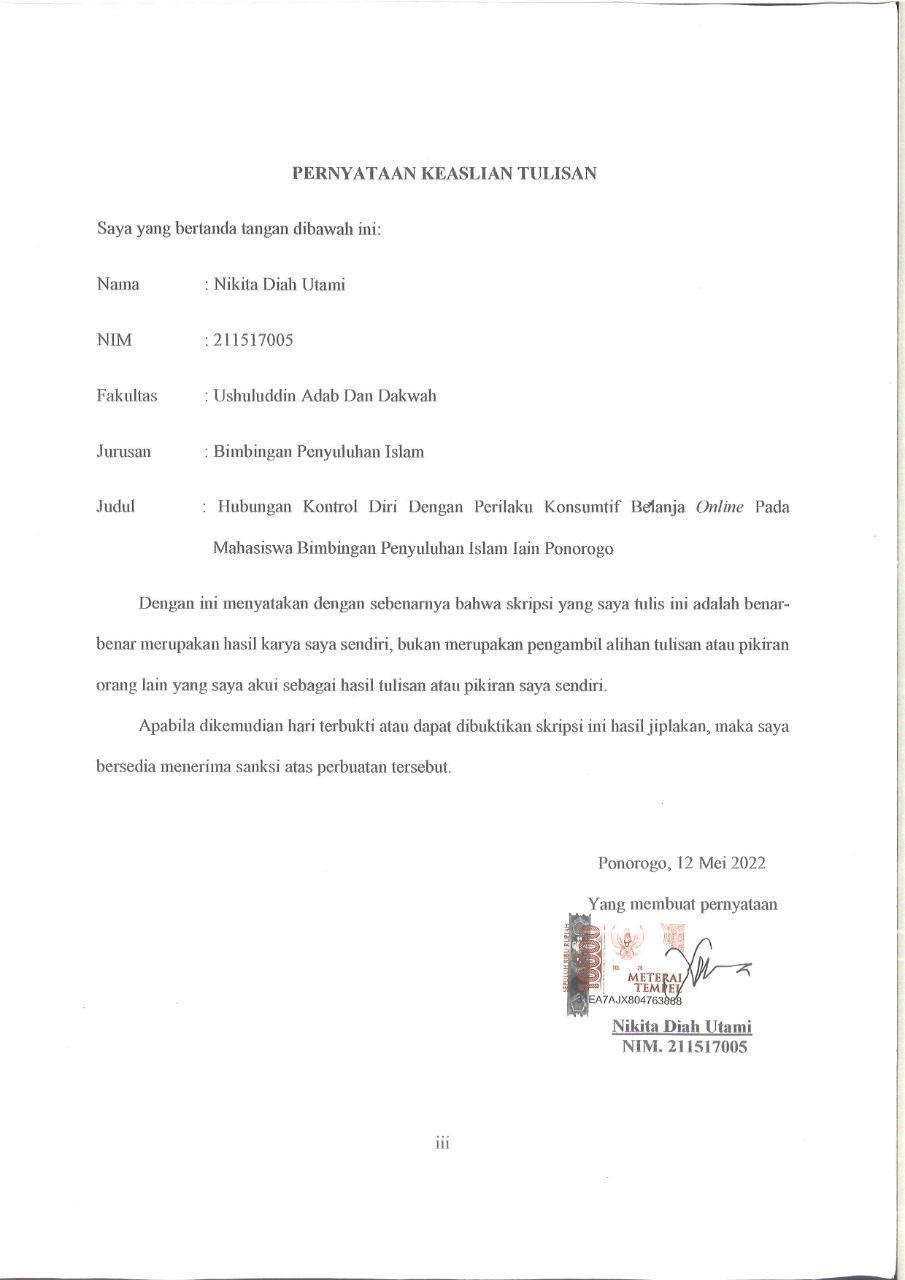 PERNYATAAN KEASLIAN TULISAN
Saya yang bertanda tangan dibawah ini:
Nama : Nikita Diah Utami
NIM : 211517005
Fakultas : Ushuluddin Adab Dan Dakwah
Jurusan : Bimbingan Penyuluhan Islam
Judul : Hubungan Kontrol Diri Dengan Perilaku Konsumtif Belanja Online Pada
Mahasiswa Bimbingan Penyuluhan Islam Iain Ponorogo
Dengan ini menyatakan dengan sebenarnya bahwa skripsi yang saya tulis ini adalah benar-
benar merupakan hasil karya saya sendiri, bukan merupakan pengambil alihan tulisan atau pikiran
orang lain yang saya akui sebagai hasil tulisan atau pikiran saya sendiri.
Apabila dikemudian hari terbukti atau dapat dibuktikan skripsi ini hasil jiplakan, maka saya
bersedia menerima sanksi atas perbuatan tersebut.
Ponorogo, 12 Mei 2022
Yang membuat pernyataan
SEPULUH RIBU RUPIAH
10000
METERAI
TEMPEL
31EA7AJX804763888
Nikita Diah Utami
NIM. 211517005
iii